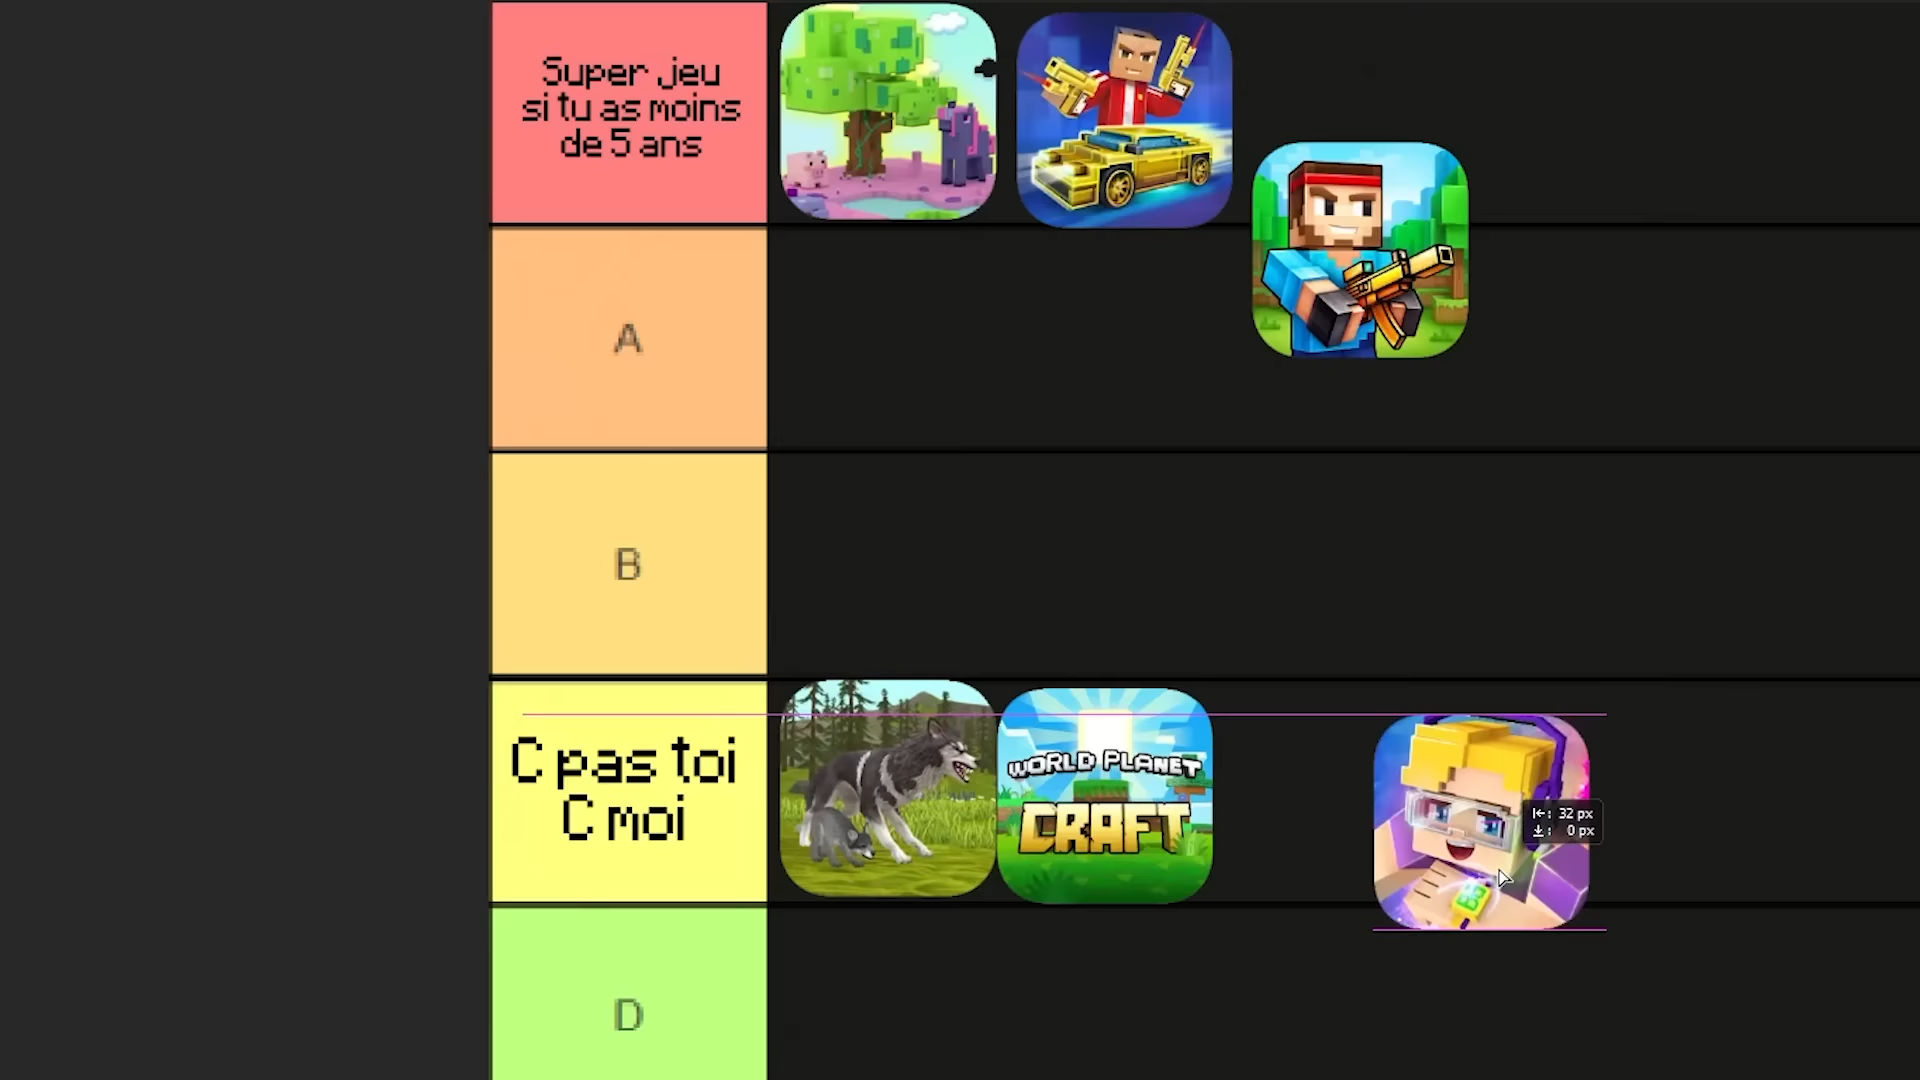 Super jeu
si tu as moins
de 5 ans
A
B
C pas toi
C moi
WORLD PLANET
CRAFT
32 px
0 px
D